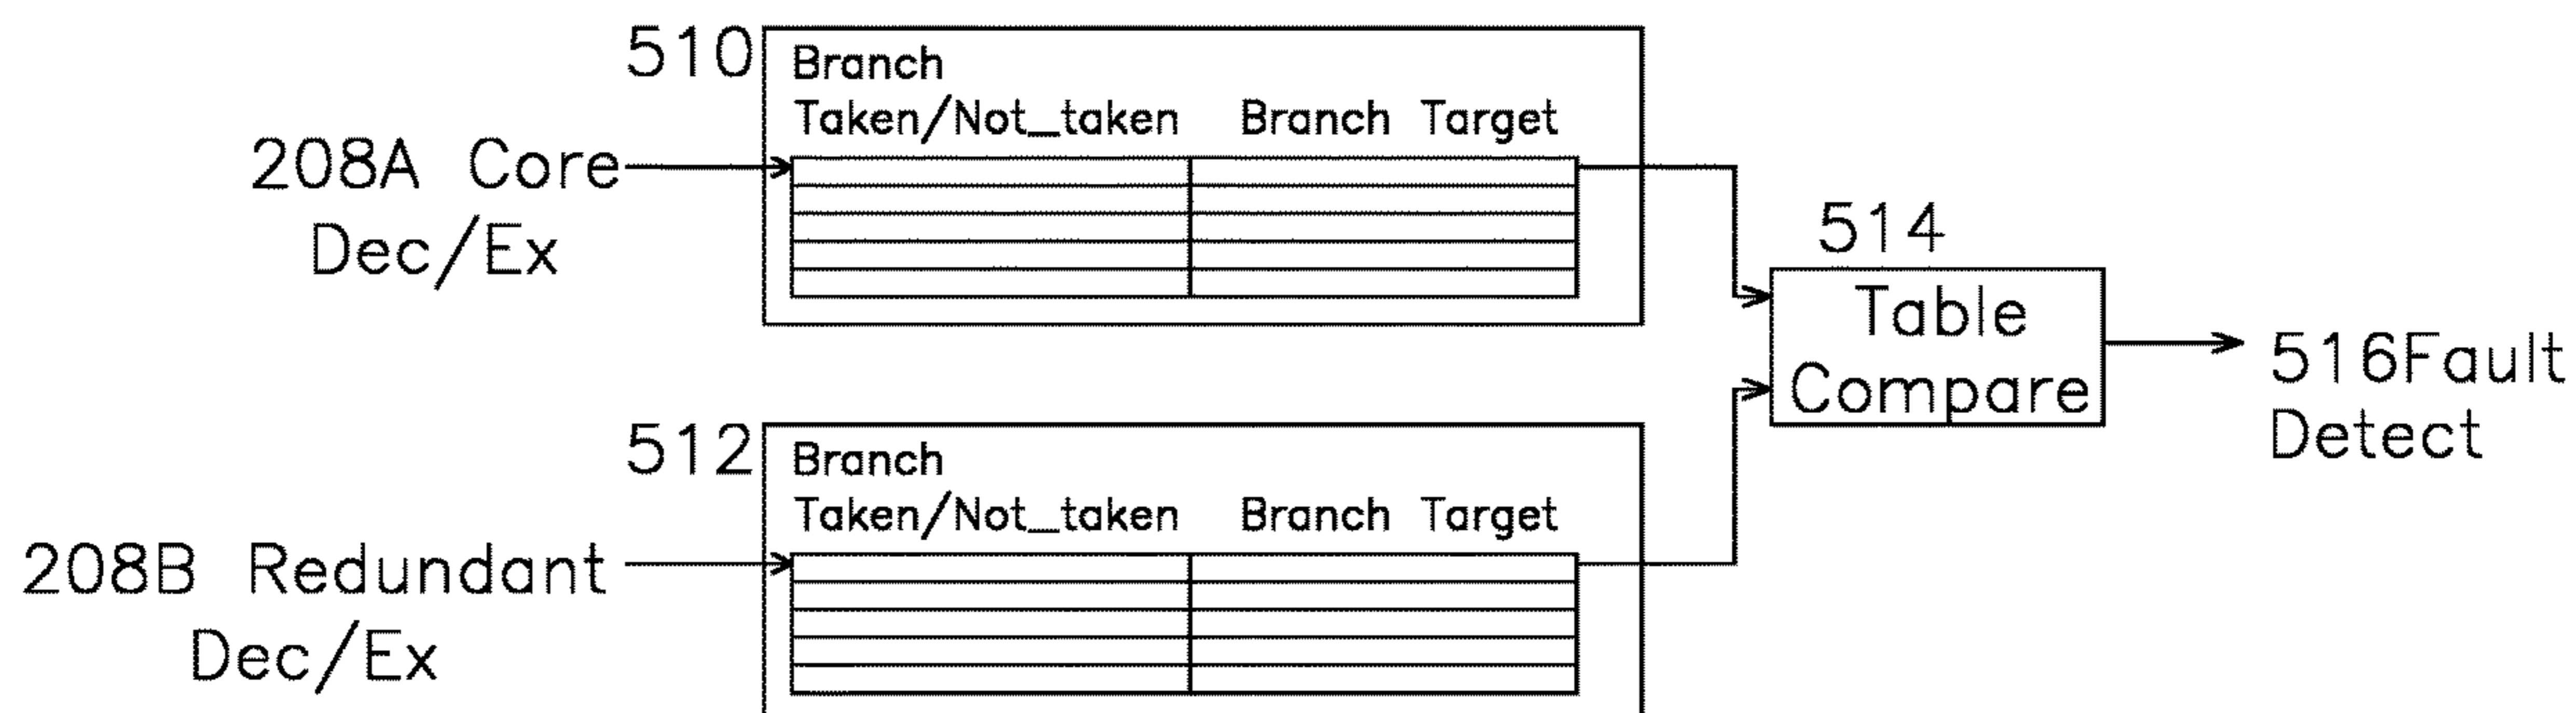 510
Branch
Taken/Not_taken Branch Target
208A Core
Dec/Ex
514
Table
Compare
516Fault
Detect
512
Branch
Taken/Not_taken Branch Target
208B Redundant
Dec/Ex